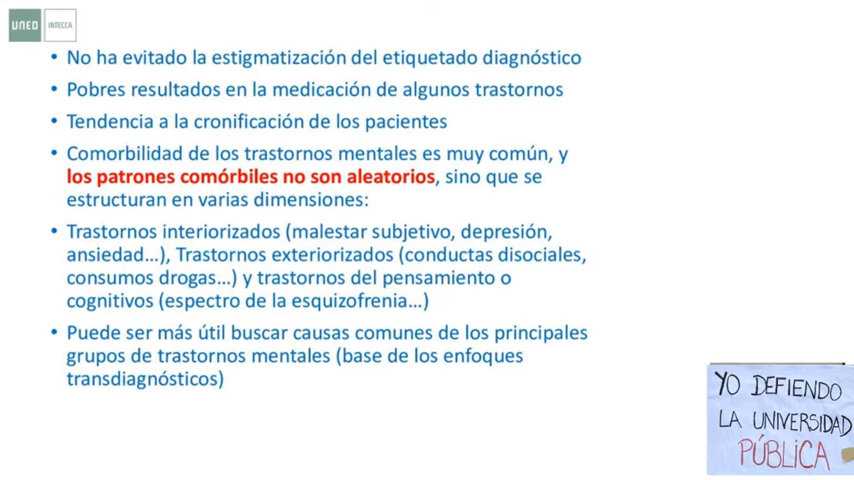 UNED
INTECCA
• No ha evitado la estigmatización del etiquetado diagnóstico
• Pobres resultados en la medicación de algunos trastornos
• Tendencia a la cronificación de los pacientes
• Comorbilidad de los trastornos mentales es muy común, y
los patrones comórbiles no son aleatorios, sino que se
estructuran en varias dimensiones:
• Trastornos interiorizados (malestar subjetivo, depresión,
ansiedad…), Trastornos exteriorizados (conductas disociales,
consumos drogas…) y trastornos del pensamiento o
cognitivos (espectro de la esquizofrenia…)
• Puede ser más útil buscar causas comunes de los principales
grupos de trastornos mentales (base de los enfoques
transdiagnósticos)
YO DEFIENDO
LA UNIVERSIDAD
PÚBLICA